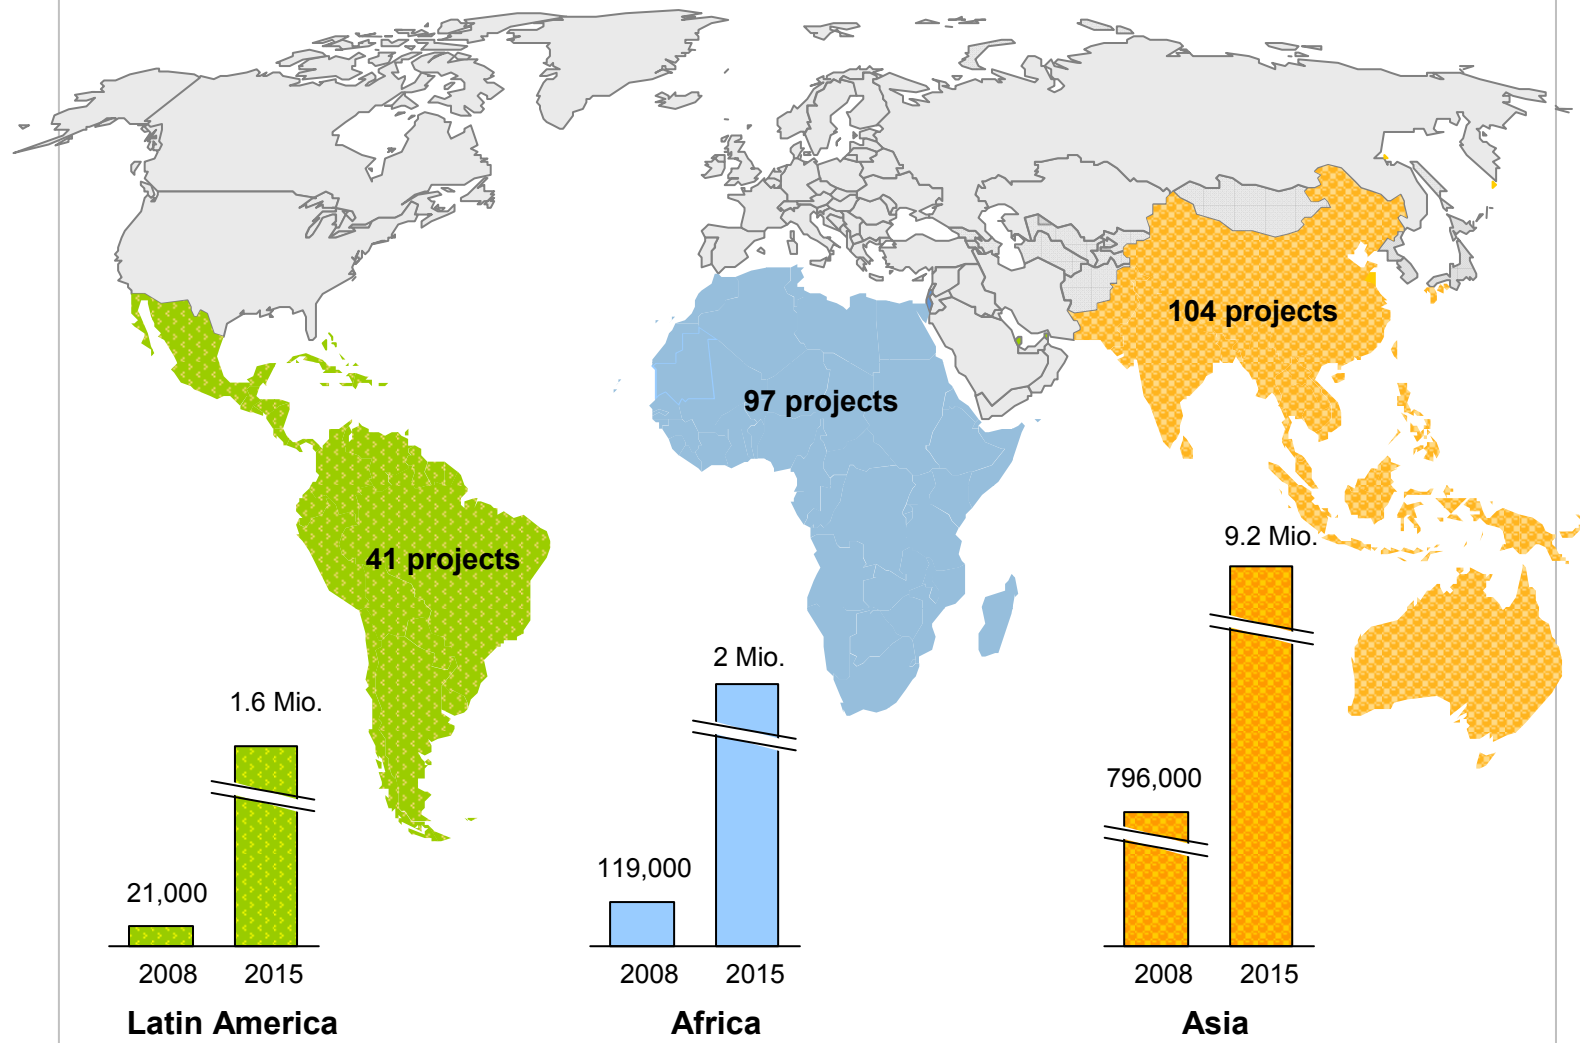 104 projects
97 projects
41 projects
1.6 Mio.
21,000
2008 2015
Latin America
2 Mio.
119,000
2008 2015
Africa
9.2 Mio.
796,000
2008 2015
Asia